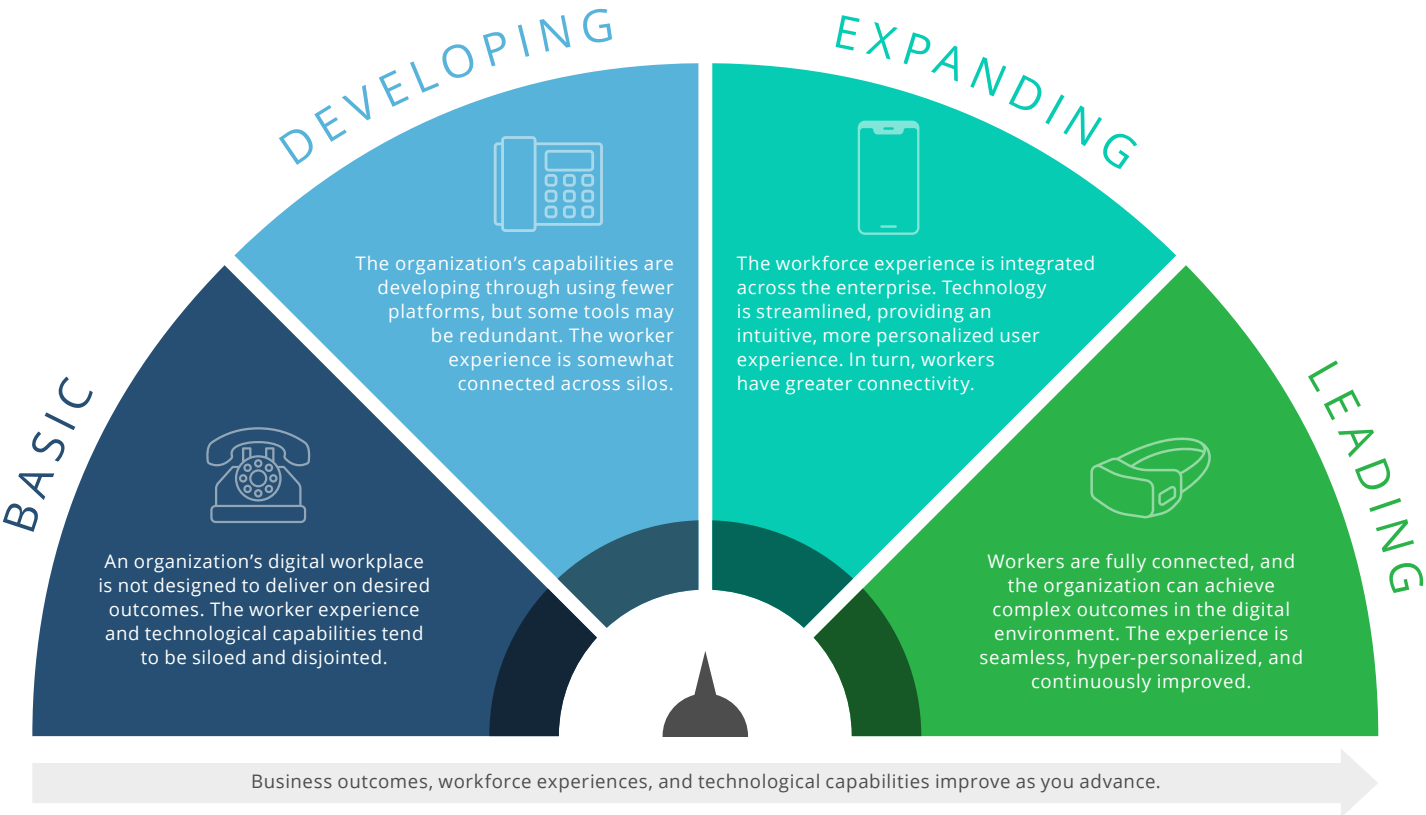 BASIC
An organization’s digital workplace
is not designed to deliver on desired
outcomes. The worker experience
and technological capabilities tend
to be siloed and disjointed.
DEVELOPING
The organization’s capabilities are
developing through using fewer
platforms, but some tools may
be redundant. The worker
experience is somewhat
connected across silos.
EXPANDING
The workforce experience is integrated
across the enterprise. Technology
is streamlined, providing an
intuitive, more personalized user
experience. In turn, workers
have greater connectivity.
LEADING
Workers are fully connected, and
the organization can achieve
complex outcomes in the digital
environment. The experience is
seamless, hyper-personalized, and
continuously improved.
Business outcomes, workforce experiences, and technological capabilities improve as you advance.